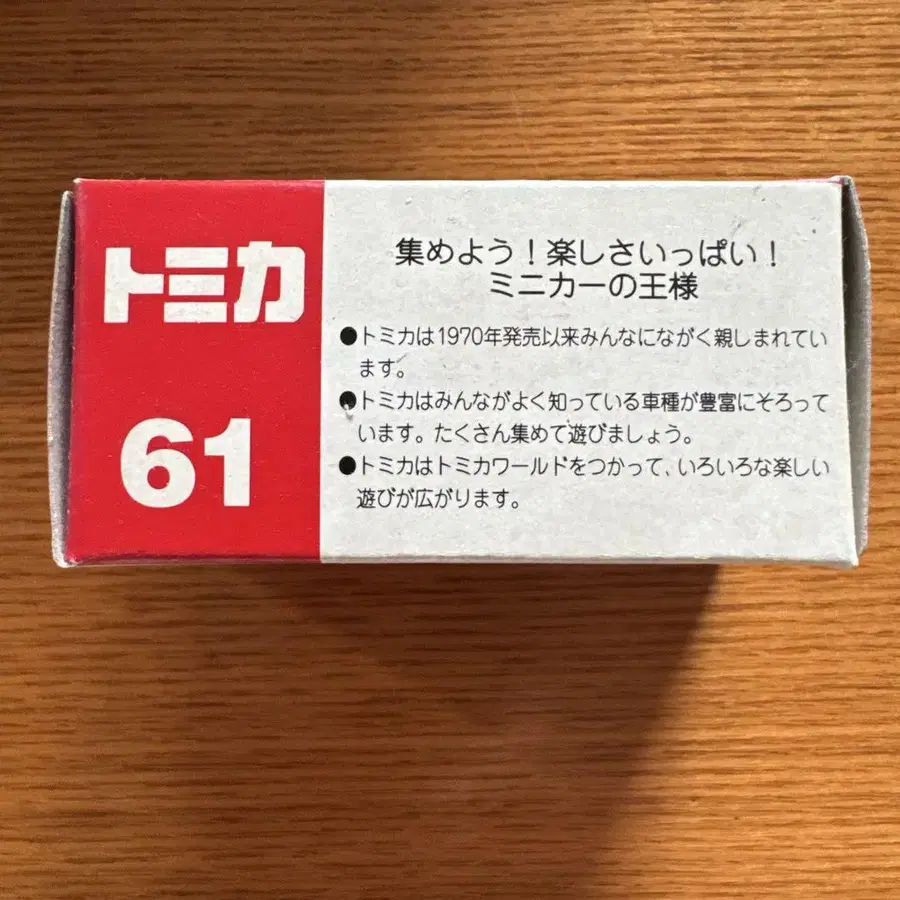 トミカ
61
集めよう！楽しさいっぱい！
ミニカーの王様
●トミカは1970年発売以来みんなにながく親しまれてい
ます。
●トミカはみんながよく知っている車種が豊富にそろって
います。たくさん集めて遊びましょう。
●トミカはトミカワールドをつかって、いろいろな楽しい
遊びが広がります。